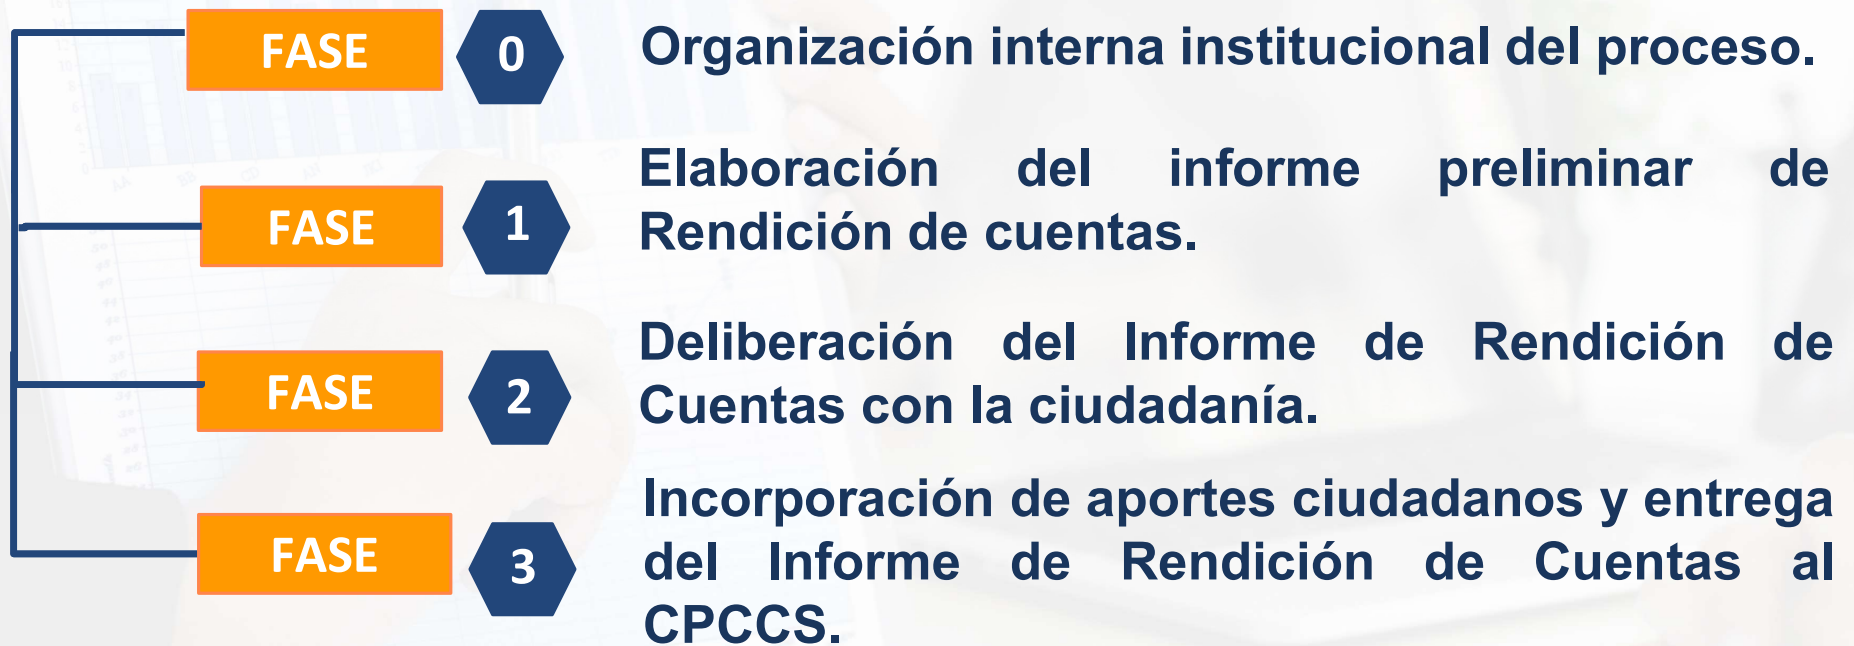 FASE 0 Organización interna institucional del proceso.
FASE 1 Elaboración del informe preliminar de
Rendición de cuentas.
FASE 2 Deliberación del Informe de Rendición de
Cuentas con la ciudadanía.
FASE 3 Incorporación de aportes ciudadanos y entrega
del Informe de Rendición de Cuentas al
CPCCS.